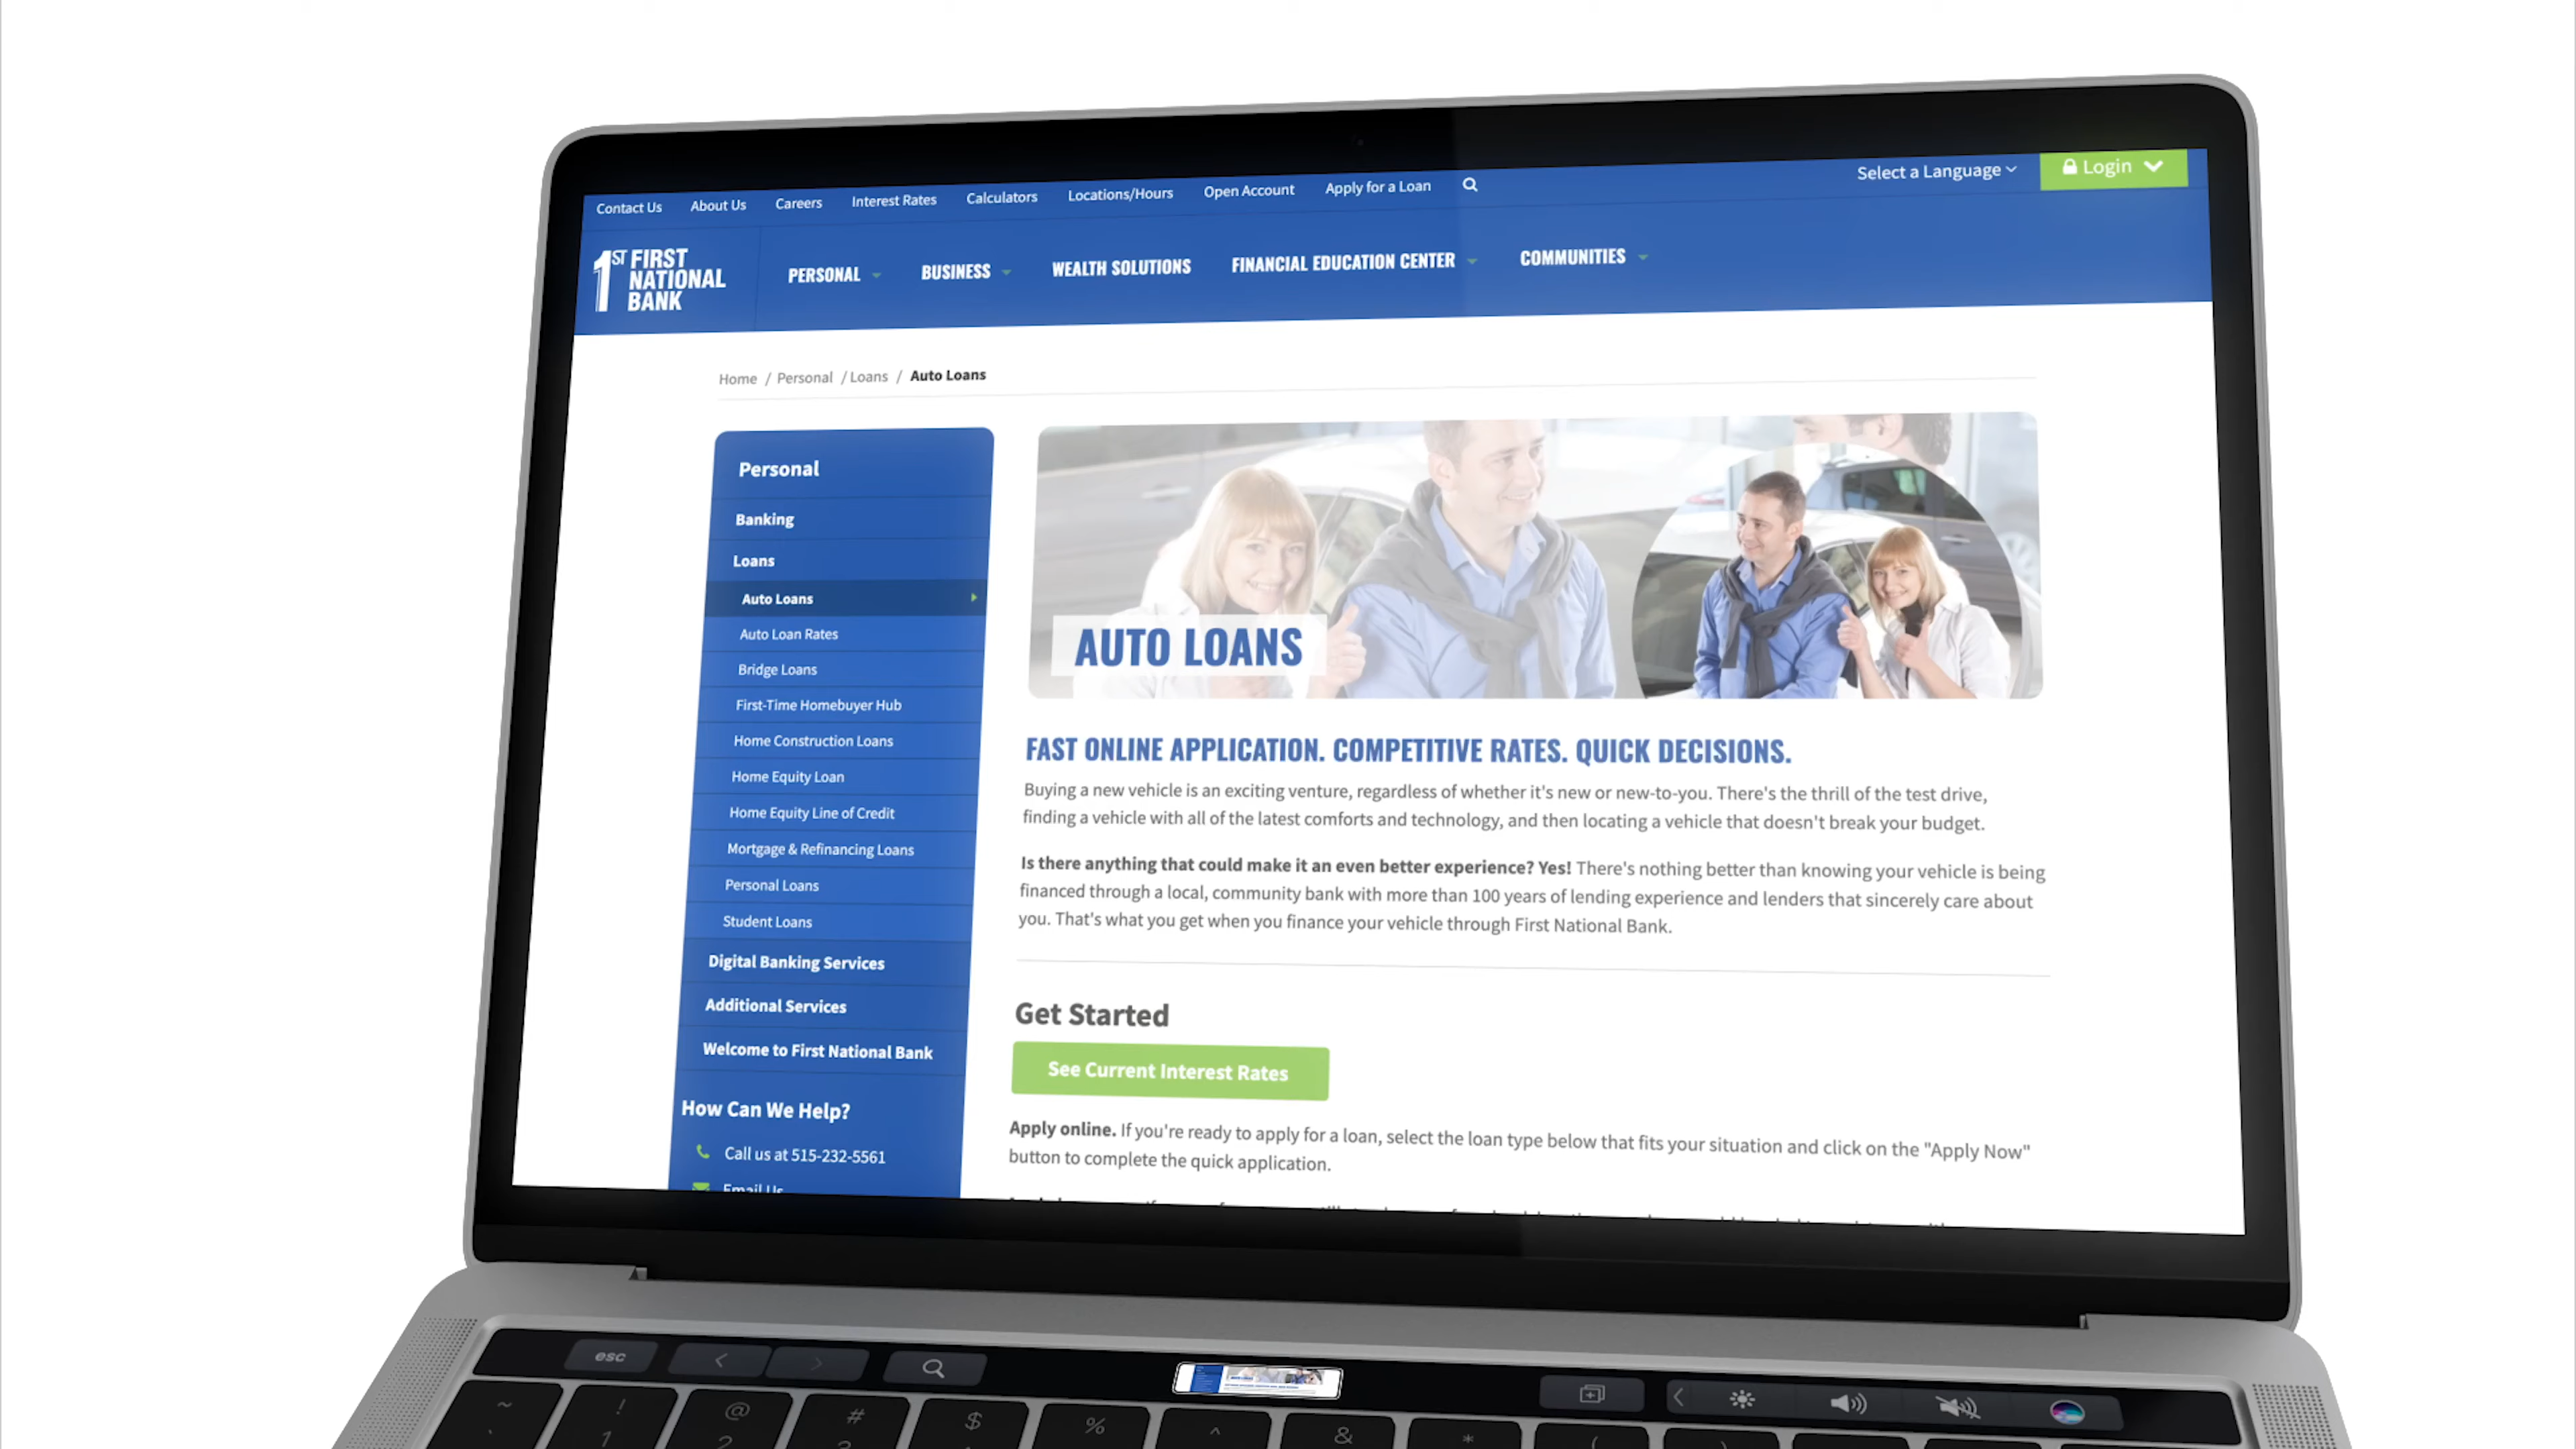 Contact Us About Us Careers Interest Rates Calculators Locations/Hours Open Account Apply for a Loan Select a Language Login
1ST FIRST
NATIONAL
BANK
PERSONAL BUSINESS WEALTH SOLUTIONS FINANCIAL EDUCATION CENTER COMMUNITIES
Home / Personal / Loans / Auto Loans
Personal
Banking
Loans
Auto Loans
Auto Loan Rates
Bridge Loans
First-Time Homebuyer Hub
Home Construction Loans
Home Equity Loan
Home Equity Line of Credit
Mortgage & Refinancing Loans
Personal Loans
Student Loans
Digital Banking Services
Additional Services
Welcome to First National Bank
How Can We Help?
Call us at 515-232-5561
Email Us
AUTO LOANS
FAST ONLINE APPLICATION. COMPETITIVE RATES. QUICK DECISIONS.
Buying a new vehicle is an exciting venture, regardless of whether it's new or new-to-you. There's the thrill of the test drive,
finding a vehicle with all of the latest comforts and technology, and then locating a vehicle that doesn't break your budget.
Is there anything that could make it an even better experience? Yes! There's nothing better than knowing your vehicle is being
financed through a local, community bank with more than 100 years of lending experience and lenders that sincerely care about
you. That's what you get when you finance your vehicle through First National Bank.
Get Started
See Current Interest Rates
Apply online. If you're ready to apply for a loan, select the loan type below that fits your situation and click on the "Apply Now"
button to complete the quick application.
esc
~ ! @ # $ % ^ & * ( )
` 1 2 3